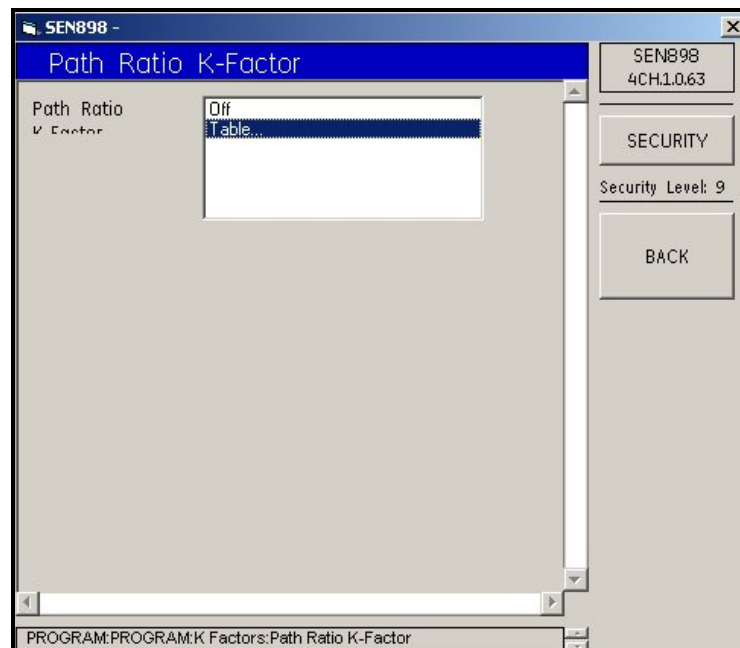 SEN898 -
Path Ratio K-Factor
Path Ratio
K Factor
Off
Table...
SEN898
4CH.1.0.63
SECURITY
Security Level: 9
BACK
PROGRAM:PROGRAM:K Factors:Path Ratio K-Factor